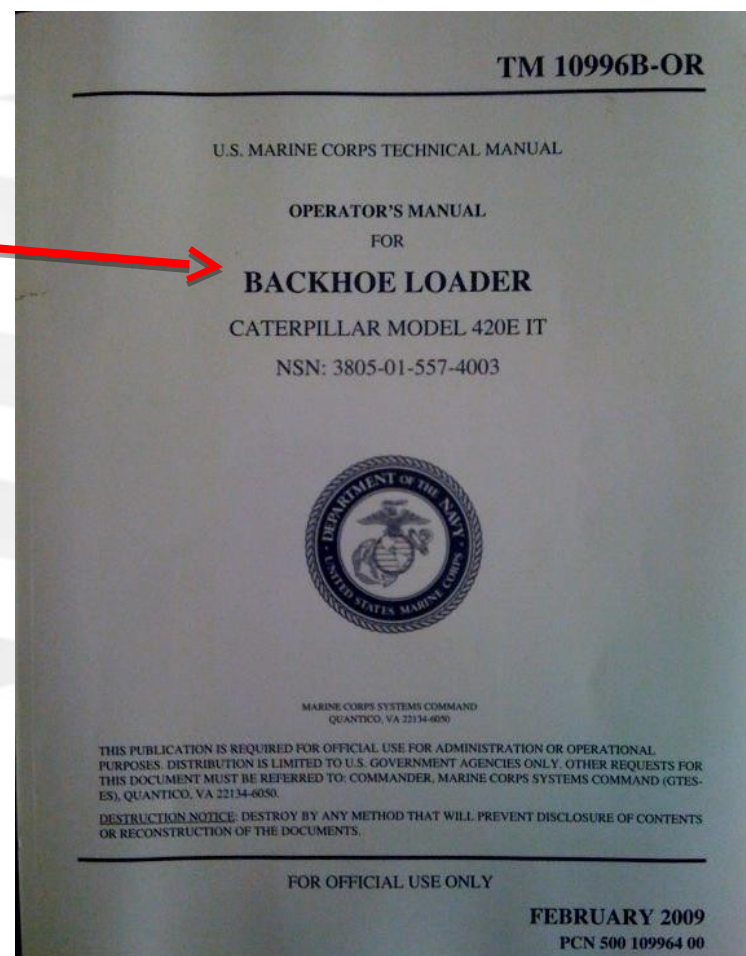 TM 10996B-OR
U.S. MARINE CORPS TECHNICAL MANUAL
OPERATOR'S MANUAL
FOR
BACKHOE LOADER
CATERPILLAR MODEL 420E IT
NSN: 3805-01-557-4003
DEPARTMENT OF THE NAVY
UNITED STATES MARINE CORPS
MARINE CORPS SYSTEMS COMMAND
QUANTICO, VA 22134-6050
THIS PUBLICATION IS REQUIRED FOR OFFICIAL USE FOR ADMINISTRATION OR OPERATIONAL
PURPOSES. DISTRIBUTION IS LIMITED TO U.S. GOVERNMENT AGENCIES ONLY. OTHER REQUESTS FOR
THIS DOCUMENT MUST BE REFERRED TO: COMMANDER, MARINE CORPS SYSTEMS COMMAND (GTES-
ES), QUANTICO, VA 22134-6050.
DESTRUCTION NOTICE: DESTROY BY ANY METHOD THAT WILL PREVENT DISCLOSURE OF CONTENTS
OR RECONSTRUCTION OF THE DOCUMENTS.
FOR OFFICIAL USE ONLY
FEBRUARY 2009
PCN 500 109964 00